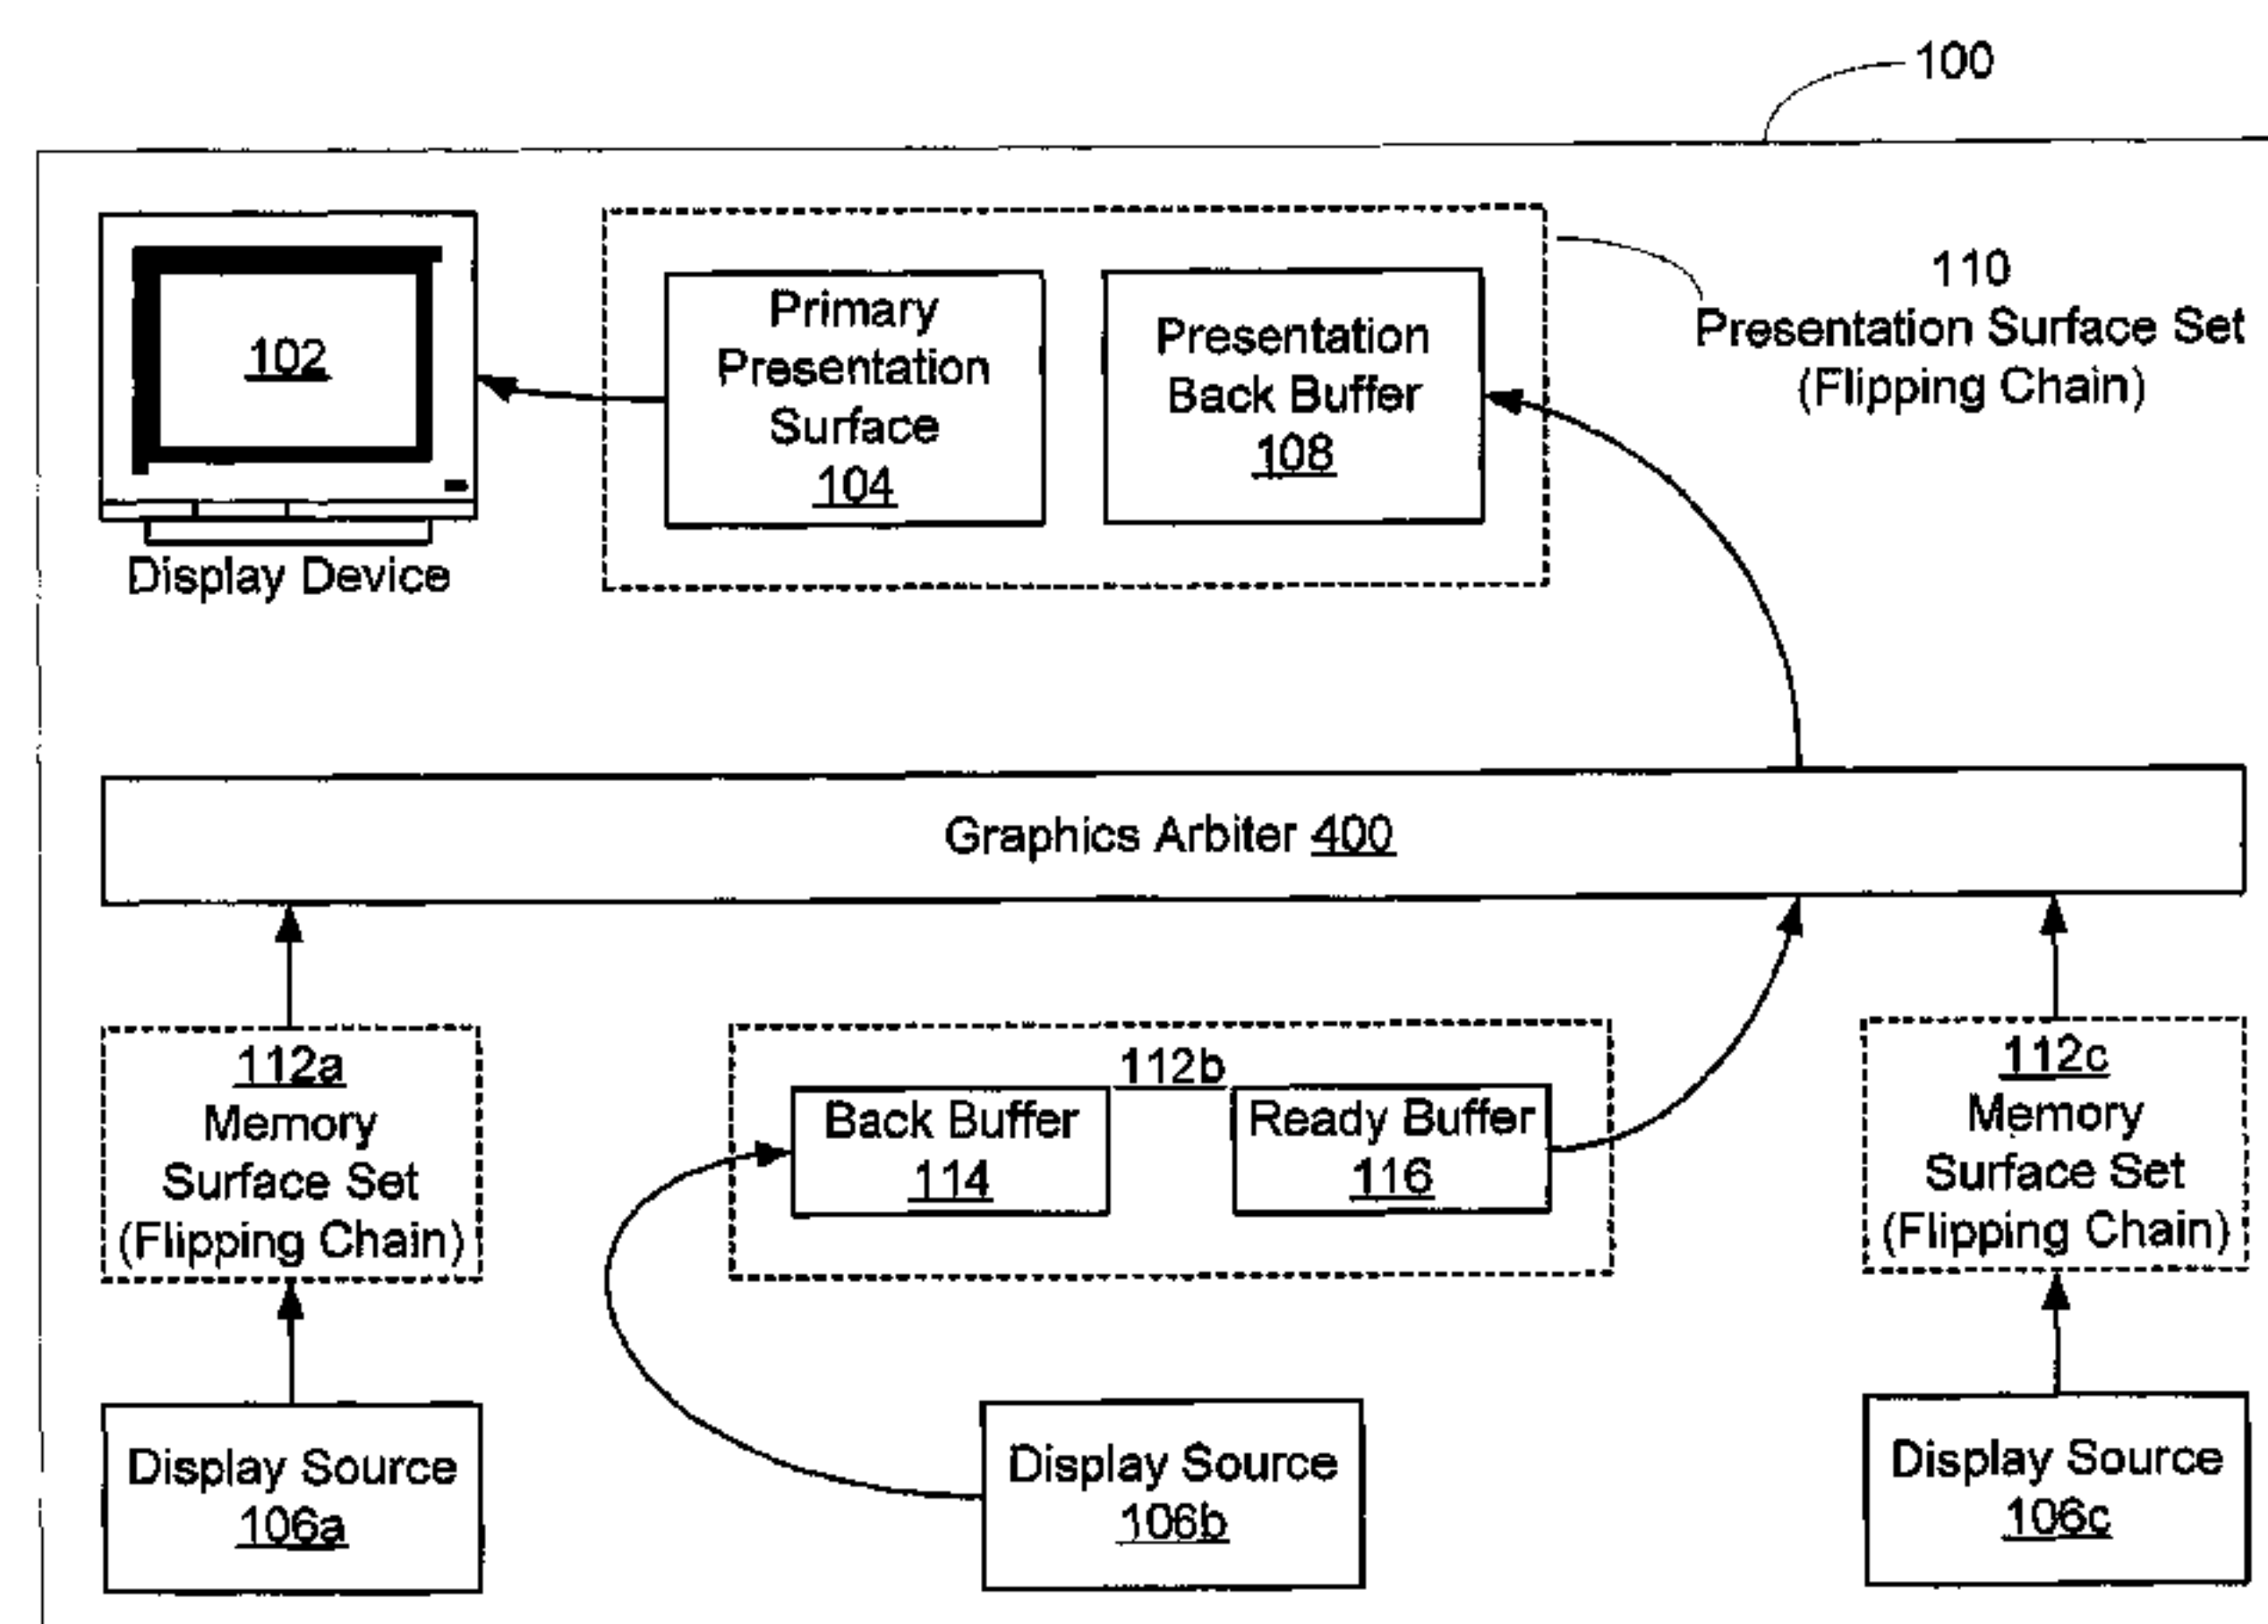 100
102
Display Device
Primary
Presentation
Surface
104
Presentation
Back Buffer
108
110
Presentation Surface Set
(Flipping Chain)
Graphics Arbiter 400
112a
Memory
Surface Set
(Flipping Chain)
112b
Back Buffer
114
Ready Buffer
116
112c
Memory
Surface Set
(Flipping Chain)
Display Source
106a
Display Source
106b
Display Source
106c